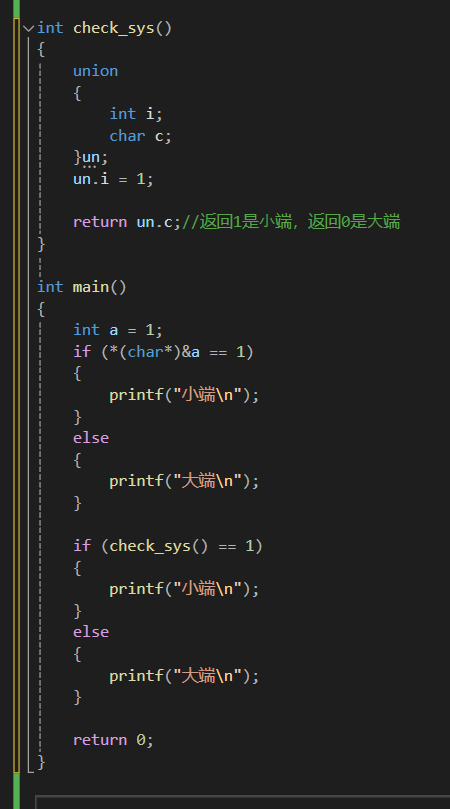 int check_sys()
{
    union
    {
        int i;
        char c;
    }un;
    un.i = 1;

    return un.c;//返回1是小端，返回0是大端
}

int main()
{
    int a = 1;
    if (*(char*)&a == 1)
    {
        printf("小端\n");
    }
    else
    {
        printf("大端\n");
    }

    if (check_sys() == 1)
    {
        printf("小端\n");
    }
    else
    {
        printf("大端\n");
    }

    return 0;
}